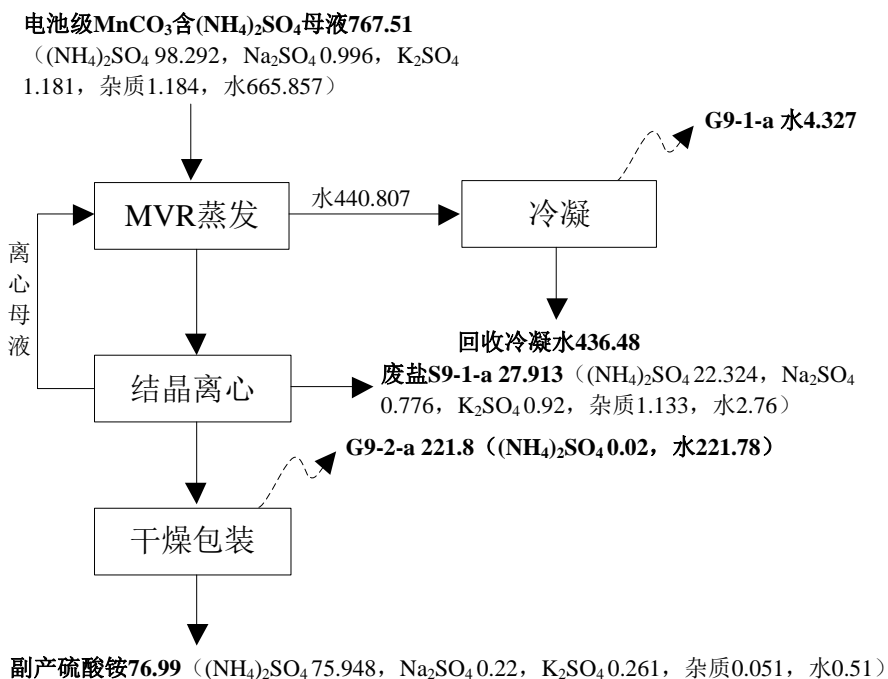 电池级MnCO₃含(NH₄)₂SO₄母液767.51
（(NH₄)₂SO₄ 98.292，Na₂SO₄ 0.996，K₂SO₄
1.181，杂质1.184，水665.857）
G9-1-a 水4.327
MVR蒸发
水440.807
冷凝
离心母液
回收冷凝水436.48
结晶离心
废盐S9-1-a 27.913（(NH₄)₂SO₄ 22.324，Na₂SO₄
0.776，K₂SO₄ 0.92，杂质1.133，水2.76）
G9-2-a 221.8（(NH₄)₂SO₄ 0.02，水221.78）
干燥包装
副产硫酸铵76.99（(NH₄)₂SO₄ 75.948，Na₂SO₄ 0.22，K₂SO₄ 0.261，杂质0.051，水0.51）